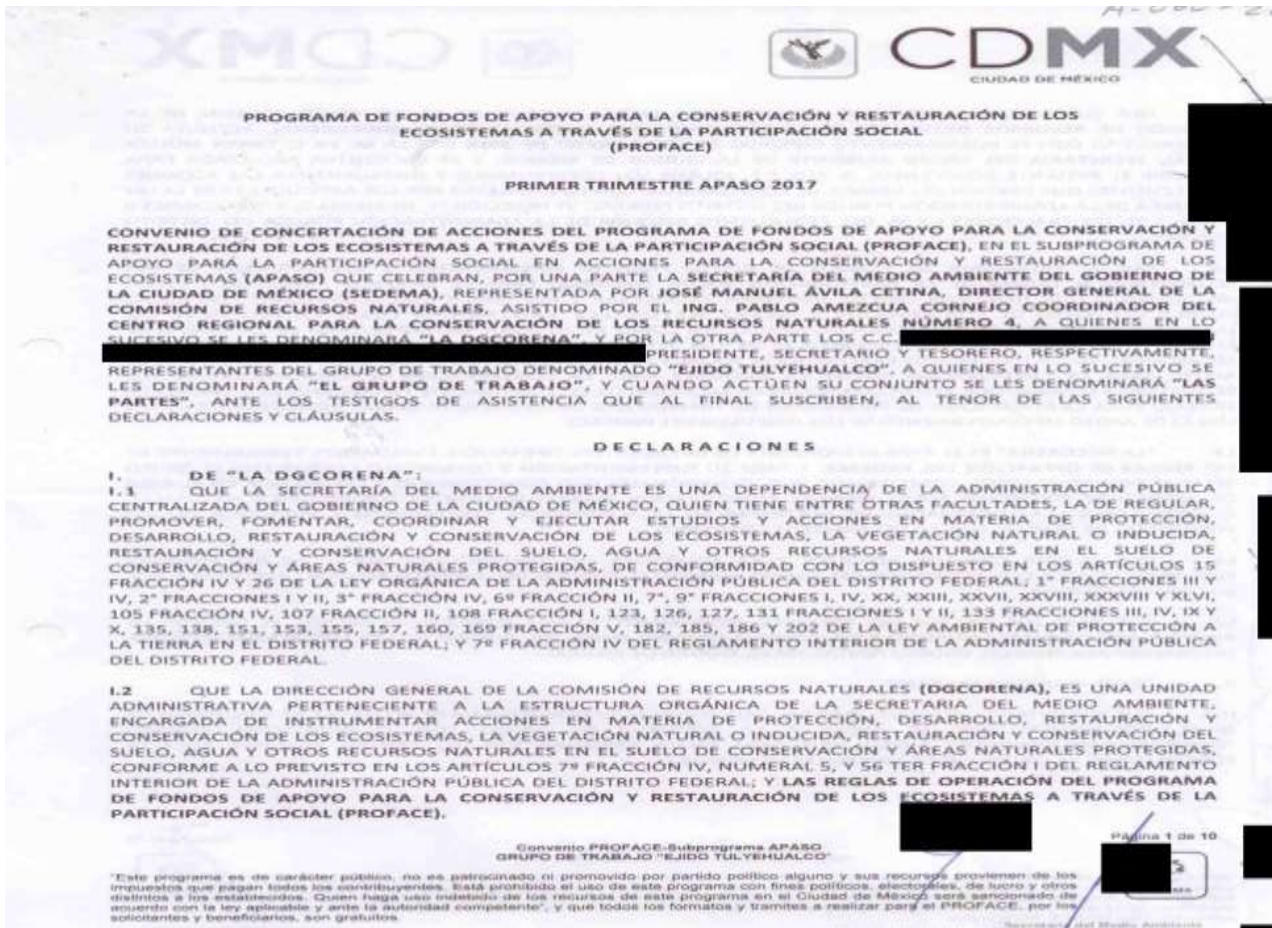 CDMX
CIUDAD DE MÉXICO
PROGRAMA DE FONDOS DE APOYO PARA LA CONSERVACIÓN Y RESTAURACIÓN DE LOS
ECOSISTEMAS A TRAVÉS DE LA PARTICIPACIÓN SOCIAL
(PROFACE)
PRIMER TRIMESTRE APASO 2017
CONVENIO DE CONCERTACIÓN DE ACCIONES DEL PROGRAMA DE FONDOS DE APOYO PARA LA CONSERVACIÓN Y
RESTAURACIÓN DE LOS ECOSISTEMAS A TRAVÉS DE LA PARTICIPACIÓN SOCIAL (PROFACE), EN EL SUBPROGRAMA DE
APOYO PARA LA PARTICIPACIÓN SOCIAL EN ACCIONES PARA LA CONSERVACIÓN Y RESTAURACIÓN DE LOS
ECOSISTEMAS (APASO) QUE CELEBRAN, POR UNA PARTE LA SECRETARÍA DEL MEDIO AMBIENTE DEL GOBIERNO DE
LA CIUDAD DE MÉXICO (SEDEMA), REPRESENTADA POR JOSÉ MANUEL ÁVILA CETINA, DIRECTOR GENERAL DE LA
COMISIÓN DE RECURSOS NATURALES, ASISTIDO POR EL ING. PABLO AMEZCUA CORNEJO COORDINADOR DEL
CENTRO REGIONAL PARA LA CONSERVACIÓN DE LOS RECURSOS NATURALES NÚMERO 4, A QUIENES EN LO
SUCESIVO SE LES DENOMINARÁ "LA DGCORENA", Y POR LA OTRA PARTE LOS C.C.
PRESIDENTE, SECRETARIO Y TESORERO, RESPECTIVAMENTE,
REPRESENTANTES DEL GRUPO DE TRABAJO DENOMINADO "EJIDO TULYEHUALCO", A QUIENES EN LO SUCESIVO SE
LES DENOMINARÁ "EL GRUPO DE TRABAJO", Y CUANDO ACTÚEN SU CONJUNTO SE LES DENOMINARÁ "LAS
PARTES", ANTE LOS TESTIGOS DE ASISTENCIA QUE AL FINAL SUSCRIBEN, AL TENOR DE LAS SIGUIENTES
DECLARACIONES Y CLÁUSULAS.
DECLARACIONES
I. DE "LA DGCORENA":
I.1 QUE LA SECRETARÍA DEL MEDIO AMBIENTE ES UNA DEPENDENCIA DE LA ADMINISTRACIÓN PÚBLICA
CENTRALIZADA DEL GOBIERNO DE LA CIUDAD DE MÉXICO, QUIEN TIENE ENTRE OTRAS FACULTADES, LA DE REGULAR,
PROMOVER, FOMENTAR, COORDINAR Y EJECUTAR ESTUDIOS Y ACCIONES EN MATERIA DE PROTECCIÓN,
DESARROLLO, RESTAURACIÓN Y CONSERVACIÓN DE LOS ECOSISTEMAS, LA VEGETACIÓN NATURAL O INDUCIDA,
RESTAURACIÓN Y CONSERVACIÓN DEL SUELO, AGUA Y OTROS RECURSOS NATURALES EN EL SUELO DE
CONSERVACIÓN Y ÁREAS NATURALES PROTEGIDAS, DE CONFORMIDAD CON LO DISPUESTO EN LOS ARTÍCULOS 15
FRACCIÓN IV Y 26 DE LA LEY ORGÁNICA DE LA ADMINISTRACIÓN PÚBLICA DEL DISTRITO FEDERAL; 1° FRACCIONES III Y
IV, 2° FRACCIONES I Y II, 3° FRACCIÓN IV, 6º FRACCIÓN II, 7°, 9° FRACCIONES I, IV, XX, XXIII, XXVII, XXVIII, XXXVIII Y XLVI,
105 FRACCIÓN IV, 107 FRACCIÓN II, 108 FRACCIÓN I, 123, 126, 127, 131 FRACCIONES I Y II, 133 FRACCIONES III, IV, IX Y
X, 135, 138, 151, 153, 155, 157, 160, 169 FRACCIÓN V, 182, 185, 186 Y 202 DE LA LEY AMBIENTAL DE PROTECCIÓN A
LA TIERRA EN EL DISTRITO FEDERAL; Y 7º FRACCIÓN IV DEL REGLAMENTO INTERIOR DE LA ADMINISTRACIÓN PÚBLICA
DEL DISTRITO FEDERAL.
I.2 QUE LA DIRECCIÓN GENERAL DE LA COMISIÓN DE RECURSOS NATURALES (DGCORENA), ES UNA UNIDAD
ADMINISTRATIVA PERTENECIENTE A LA ESTRUCTURA ORGÁNICA DE LA SECRETARIA DEL MEDIO AMBIENTE,
ENCARGADA DE INSTRUMENTAR ACCIONES EN MATERIA DE PROTECCIÓN, DESARROLLO, RESTAURACIÓN Y
CONSERVACIÓN DE LOS ECOSISTEMAS, LA VEGETACIÓN NATURAL O INDUCIDA, RESTAURACIÓN Y CONSERVACIÓN DEL
SUELO, AGUA Y OTROS RECURSOS NATURALES EN EL SUELO DE CONSERVACIÓN Y ÁREAS NATURALES PROTEGIDAS,
CONFORME A LO PREVISTO EN LOS ARTÍCULOS 7º FRACCIÓN IV, NUMERAL 5, Y 56 TER FRACCIÓN I DEL REGLAMENTO
INTERIOR DE LA ADMINISTRACIÓN PÚBLICA DEL DISTRITO FEDERAL; Y LAS REGLAS DE OPERACIÓN DEL PROGRAMA
DE FONDOS DE APOYO PARA LA CONSERVACIÓN Y RESTAURACIÓN DE LOS ECOSISTEMAS A TRAVÉS DE LA
PARTICIPACIÓN SOCIAL (PROFACE).
Página 1 de 10
Convenio PROFACE-Subprograma APASO
GRUPO DE TRABAJO "EJIDO TULYEHUALCO"
"Este programa es de carácter público, no es patrocinado ni promovido por partido político alguno y sus recursos provienen de los
impuestos que pagan todos los contribuyentes. Está prohibido el uso de este programa con fines políticos, electorales, de lucro y otros
distintos a los establecidos. Quien haga uso indebido de los recursos de este programa en el Ciudad de México será sancionado de
acuerdo con la ley aplicable y ante la autoridad competente", y que todos los formatos y tramites a realizar para el PROFACE, por los
solicitantes y beneficiarios, son gratuitos.
Secretaría del Medio Ambiente